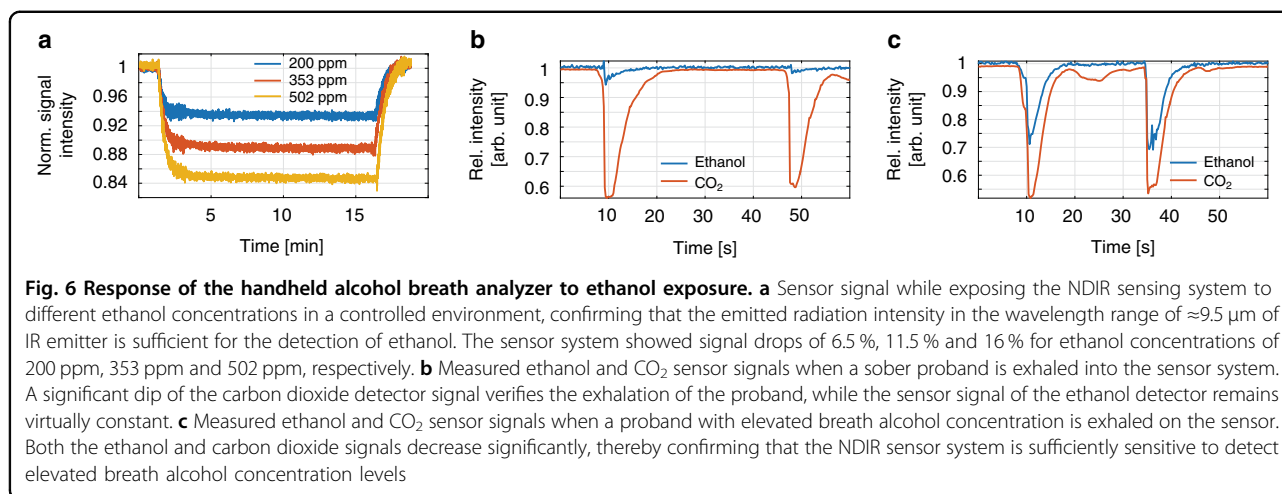 a
200 ppm
353 ppm
502 ppm
1
0.96
0.92
0.88
0.84
Norm. signal
intensity
5
10
15
Time [min]
b
1
0.9
0.8
0.7
0.6
Rel. intensity
[arb. unit]
Ethanol
CO₂
10
20
30
40
50
Time [s]
c
1
0.9
0.8
0.7
0.6
Rel. intensity
[arb. unit]
Ethanol
CO₂
10
20
30
40
50
Time [s]
Fig. 6 Response of the handheld alcohol breath analyzer to ethanol exposure. a Sensor signal while exposing the NDIR sensing system to
different ethanol concentrations in a controlled environment, confirming that the emitted radiation intensity in the wavelength range of ≈9.5 μm of
IR emitter is sufficient for the detection of ethanol. The sensor system showed signal drops of 6.5 %, 11.5 % and 16 % for ethanol concentrations of
200 ppm, 353 ppm and 502 ppm, respectively. b Measured ethanol and CO₂ sensor signals when a sober proband is exhaled into the sensor system.
A significant dip of the carbon dioxide detector signal verifies the exhalation of the proband, while the sensor signal of the ethanol detector remains
virtually constant. c Measured ethanol and CO₂ sensor signals when a proband with elevated breath alcohol concentration is exhaled on the sensor.
Both the ethanol and carbon dioxide signals decrease significantly, thereby confirming that the NDIR sensor system is sufficiently sensitive to detect
elevated breath alcohol concentration levels